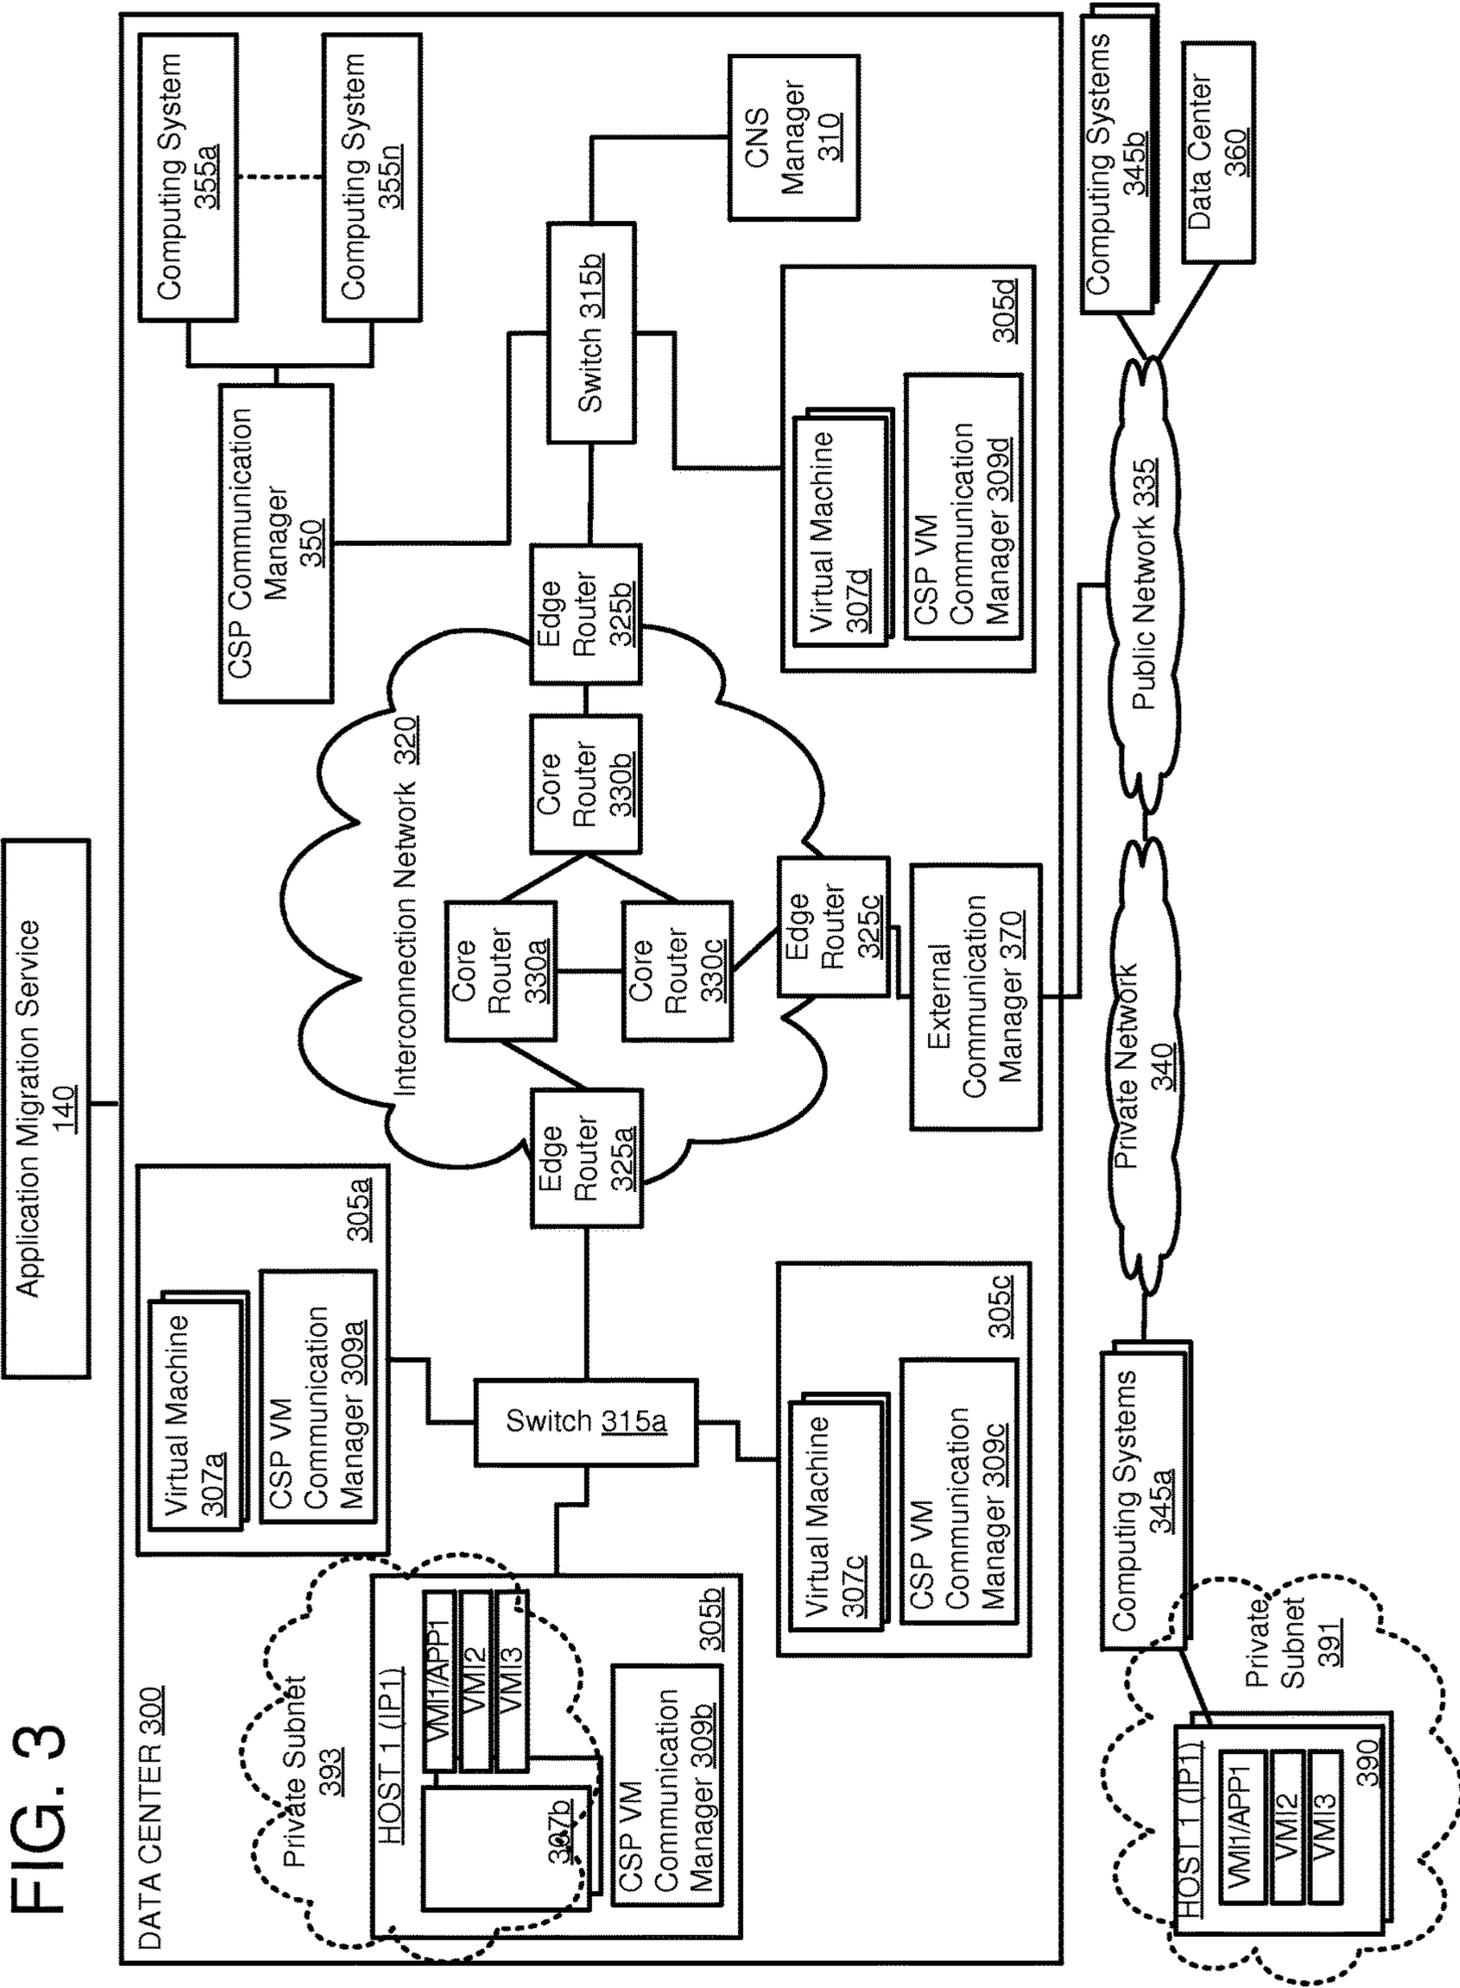 FIG. 3
Application Migration Service
140
DATA CENTER 300
Private Subnet
393
HOST 1 (IP1)
VMI1/APP1
VMI2
VMI3
307b
CSP VM
Communication
Manager 309b
305b
Virtual Machine
307a
CSP VM
Communication
Manager 309a
305a
Switch 315a
Virtual Machine
307c
CSP VM
Communication
Manager 309c
305c
Interconnection Network 320
Edge
Router
325a
Core
Router
330a
Core
Router
330c
Core
Router
330b
Edge
Router
325b
Edge
Router
325c
External
Communication
Manager 370
CSP Communication
Manager
350
Computing System
355a
Computing System
355n
Switch 315b
CNS
Manager
310
Virtual Machine
307d
CSP VM
Communication
Manager 309d
305d
HOST 1 (IP1)
VMI1/APP1
VMI2
VMI3
390
Private
Subnet
391
Computing Systems
345a
Private Network
340
Public Network 335
Computing Systems
345b
Data Center
360